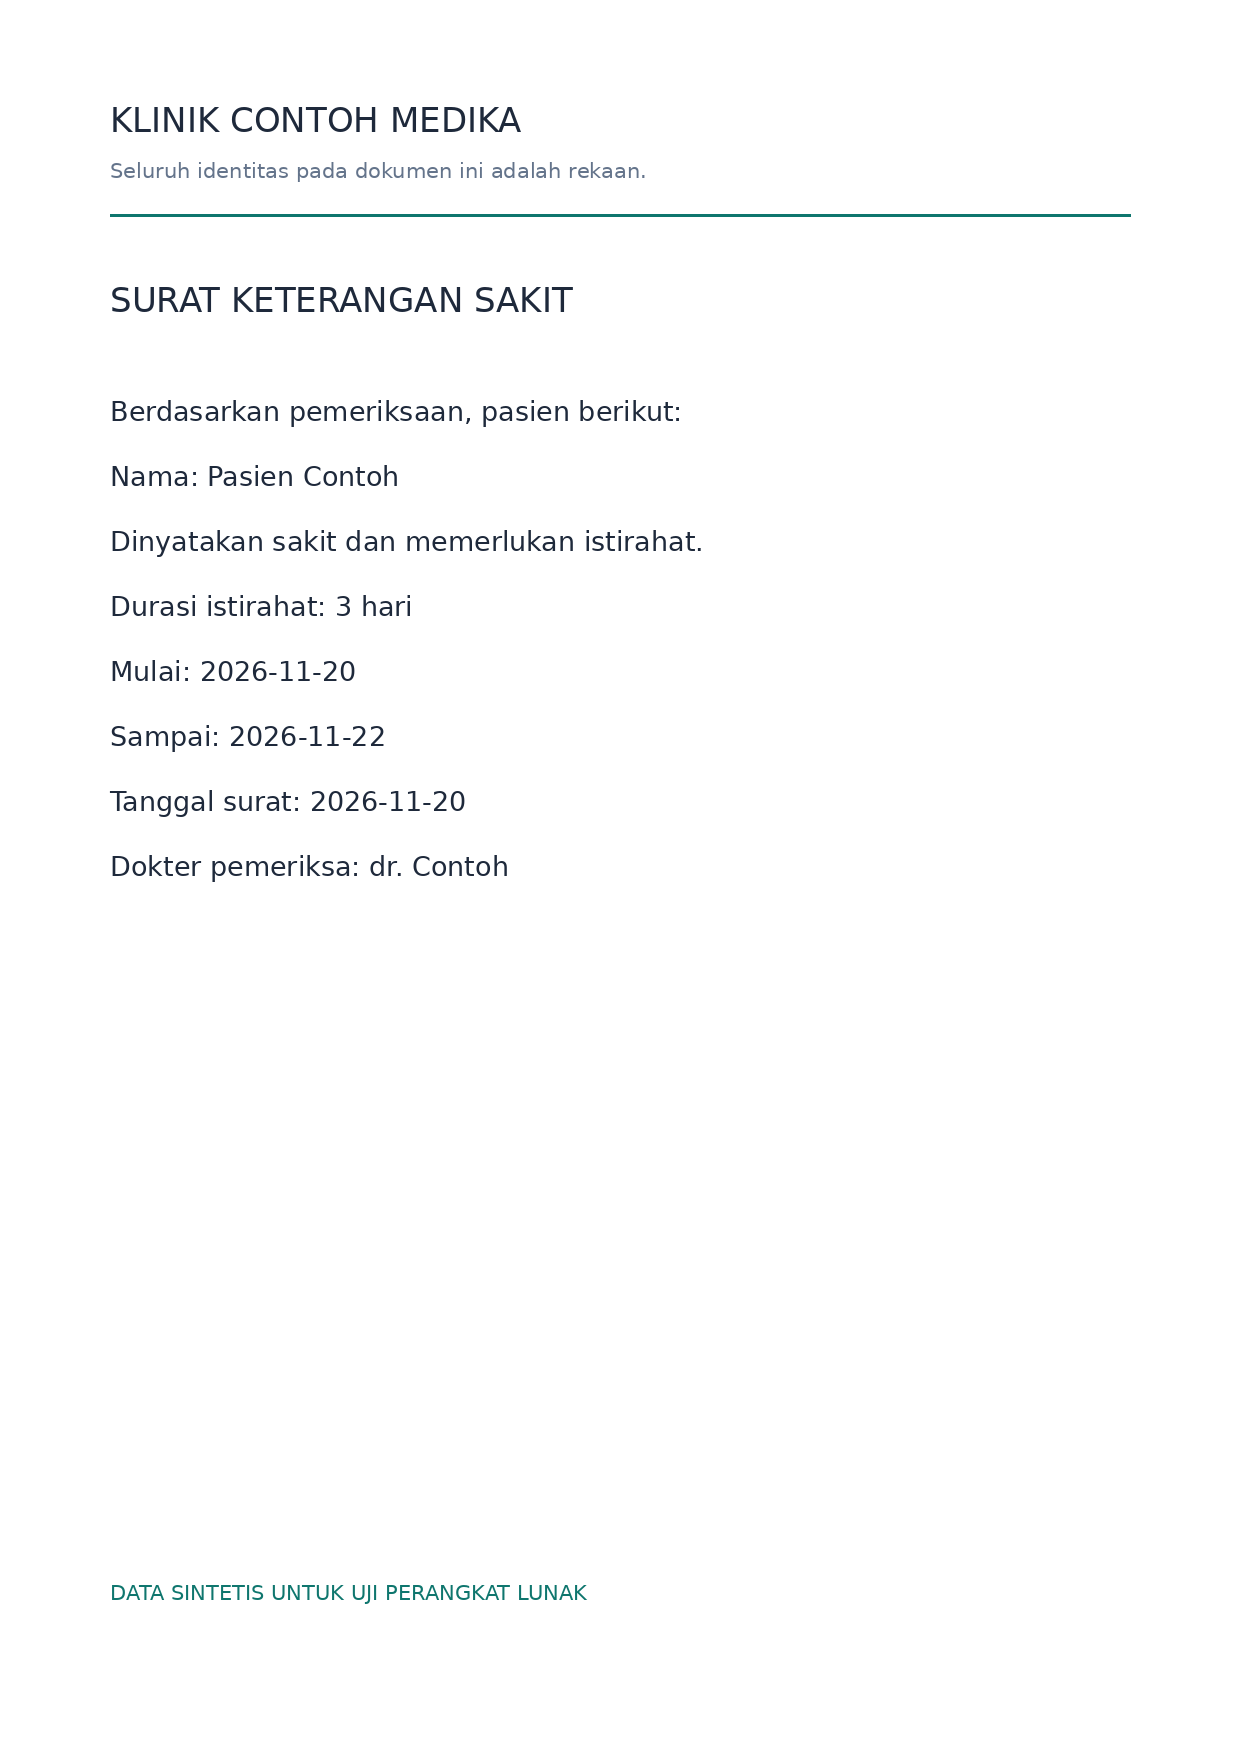 KLINIK CONTOH MEDIKA
Seluruh identitas pada dokumen ini adalah rekaan.
SURAT KETERANGAN SAKIT
Berdasarkan pemeriksaan, pasien berikut:
Nama: Pasien Contoh
Dinyatakan sakit dan memerlukan istirahat.
Durasi istirahat: 3 hari
Mulai: 2026-11-20
Sampai: 2026-11-22
Tanggal surat: 2026-11-20
Dokter pemeriksa: dr. Contoh
DATA SINTETIS UNTUK UJI PERANGKAT LUNAK